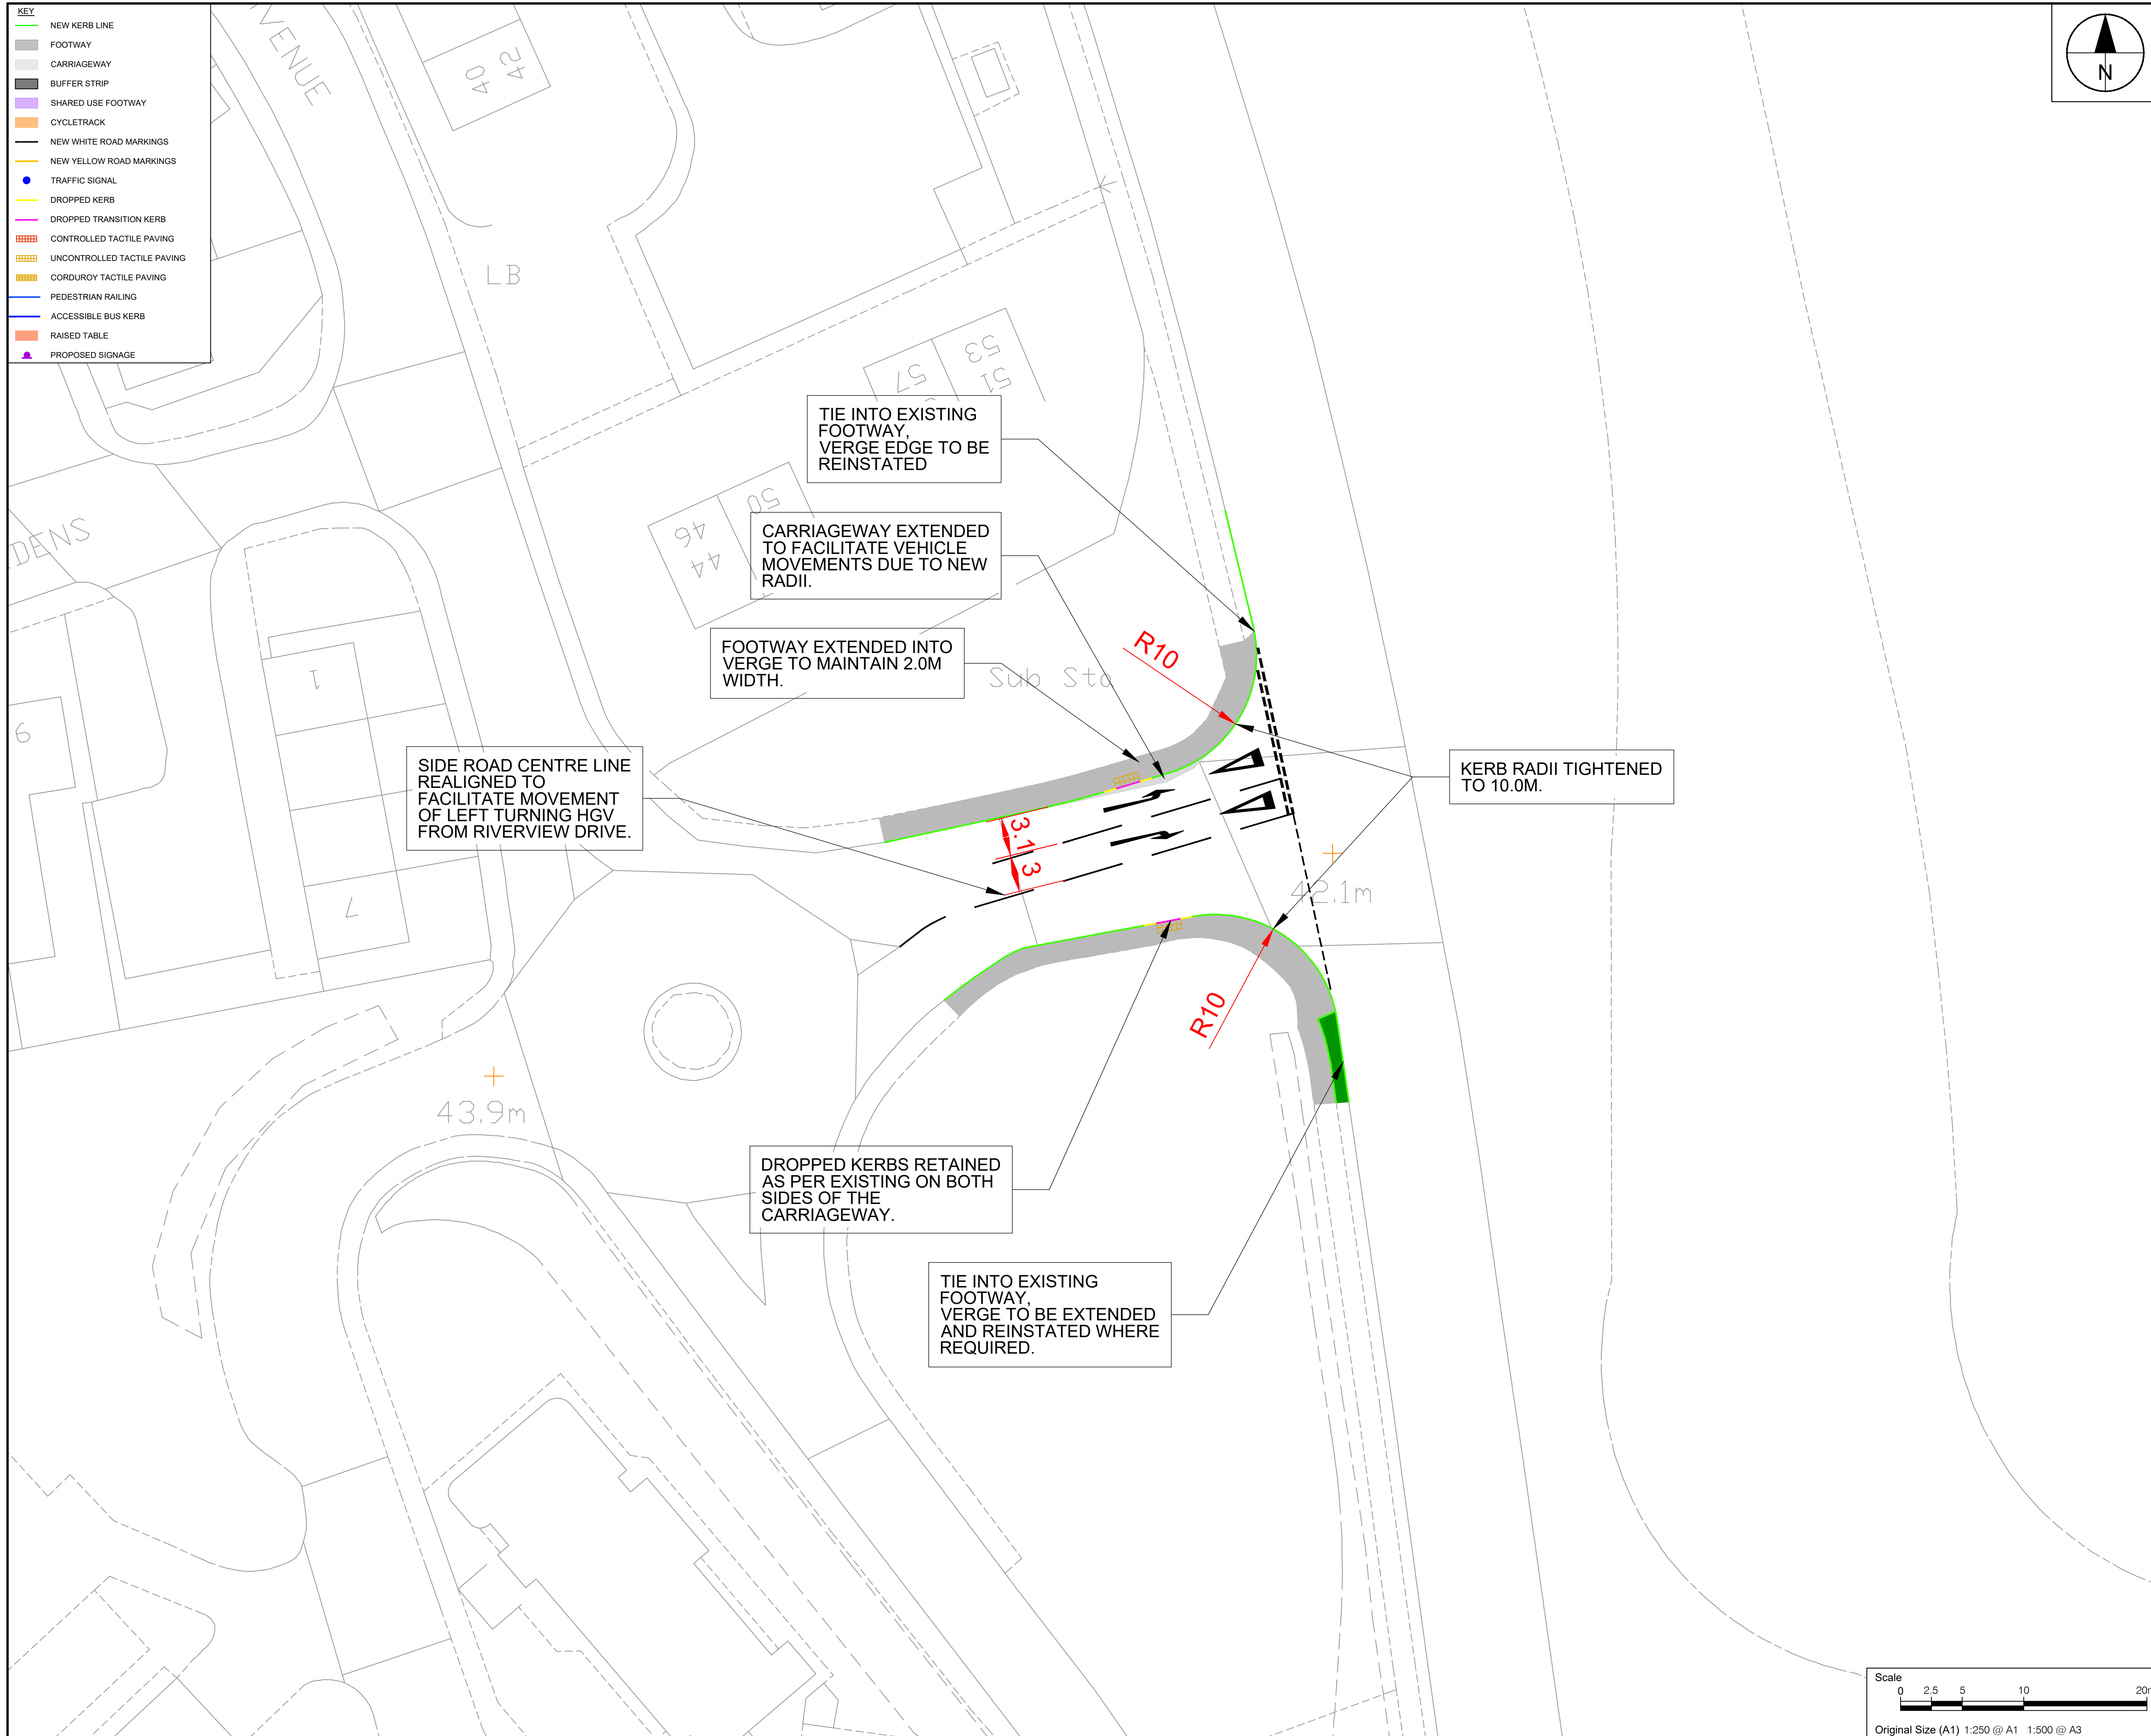 KEY
NEW KERB LINE
FOOTWAY
CARRIAGEWAY
BUFFER STRIP
SHARED USE FOOTWAY
CYCLETRACK
NEW WHITE ROAD MARKINGS
NEW YELLOW ROAD MARKINGS
TRAFFIC SIGNAL
DROPPED KERB
DROPPED TRANSITION KERB
CONTROLLED TACTILE PAVING
UNCONTROLLED TACTILE PAVING
CORDUROY TACTILE PAVING
PEDESTRIAN RAILING
ACCESSIBLE BUS KERB
RAISED TABLE
PROPOSED SIGNAGE
N
40
42
LB
53
51
57
TIE INTO EXISTING
FOOTWAY,
VERGE EDGE TO BE
REINSTATED
50
46
44
CARRIAGEWAY EXTENDED
TO FACILITATE VEHICLE
MOVEMENTS DUE TO NEW
RADII.
FOOTWAY EXTENDED INTO
VERGE TO MAINTAIN 2.0M
WIDTH.
R10
Sub Sta
1
9
7
SIDE ROAD CENTRE LINE
REALIGNED TO
FACILITATE MOVEMENT
OF LEFT TURNING HGV
FROM RIVERVIEW DRIVE.
KERB RADII TIGHTENED
TO 10.0M.
3.1
3
42.1m
R10
43.9m
DROPPED KERBS RETAINED
AS PER EXISTING ON BOTH
SIDES OF THE
CARRIAGEWAY.
TIE INTO EXISTING
FOOTWAY,
VERGE TO BE EXTENDED
AND REINSTATED WHERE
REQUIRED.
Scale
0 2.5 5 10 20m
Original Size (A1) 1:250 @ A1 1:500 @ A3